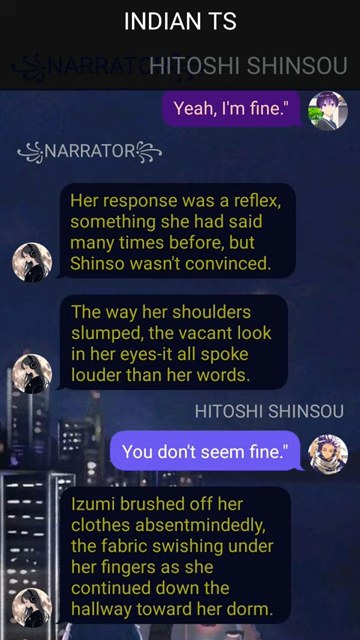 INDIAN TS
꧁NARRATOR꧂
HITOSHI SHINSOU
Yeah, I'm fine."
꧁NARRATOR꧂
Her response was a reflex,
something she had said
many times before, but
Shinso wasn't convinced.
The way her shoulders
slumped, the vacant look
in her eyes-it all spoke
louder than her words.
HITOSHI SHINSOU
You don't seem fine."
Izumi brushed off her
clothes absentmindedly,
the fabric swishing under
her fingers as she
continued down the
hallway toward her dorm.